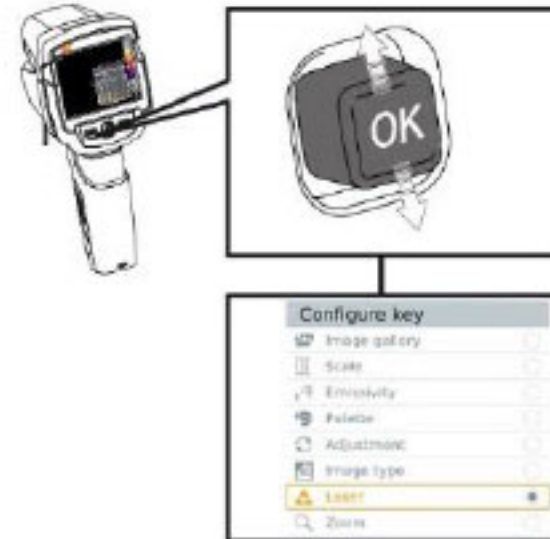 OK
Configure key
Image gallery
Scale
Emissivity
Palette
Adjustment
Image type
Laser
Zoom